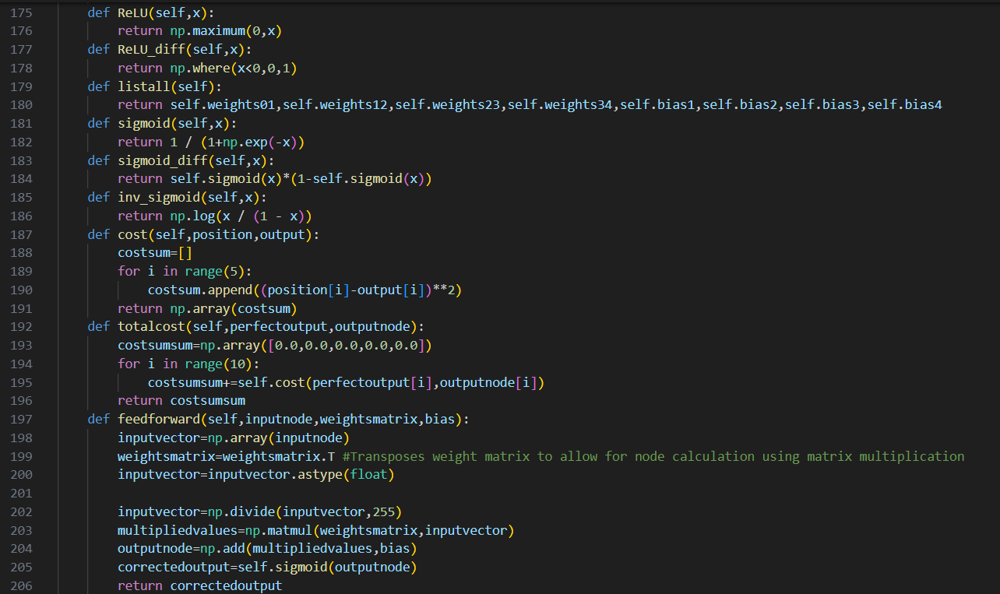 175 def ReLU(self,x):
176 return np.maximum(0,x)
177 def ReLU_diff(self,x):
178 return np.where(x<0,0,1)
179 def listall(self):
180 return self.weights01,self.weights12,self.weights23,self.weights34,self.bias1,self.bias2,self.bias3,self.bias4
181 def sigmoid(self,x):
182 return 1 / (1+np.exp(-x))
183 def sigmoid_diff(self,x):
184 return self.sigmoid(x)*(1-self.sigmoid(x))
185 def inv_sigmoid(self,x):
186 return np.log(x / (1 - x))
187 def cost(self,position,output):
188 costsum=[]
189 for i in range(5):
190 costsum.append((position[i]-output[i])**2)
191 return np.array(costsum)
192 def totalcost(self,perfectoutput,outputnode):
193 costsumsum=np.array([0.0,0.0,0.0,0.0,0.0])
194 for i in range(10):
195 costsumsum+=self.cost(perfectoutput[i],outputnode[i])
196 return costsumsum
197 def feedforward(self,inputnode,weightsmatrix,bias):
198 inputvector=np.array(inputnode)
199 weightsmatrix=weightsmatrix.T #Transposes weight matrix to allow for node calculation using matrix multiplication
200 inputvector=inputvector.astype(float)
201
202 inputvector=np.divide(inputvector,255)
203 multipliedvalues=np.matmul(weightsmatrix,inputvector)
204 outputnode=np.add(multipliedvalues,bias)
205 correctedoutput=self.sigmoid(outputnode)
206 return correctedoutput